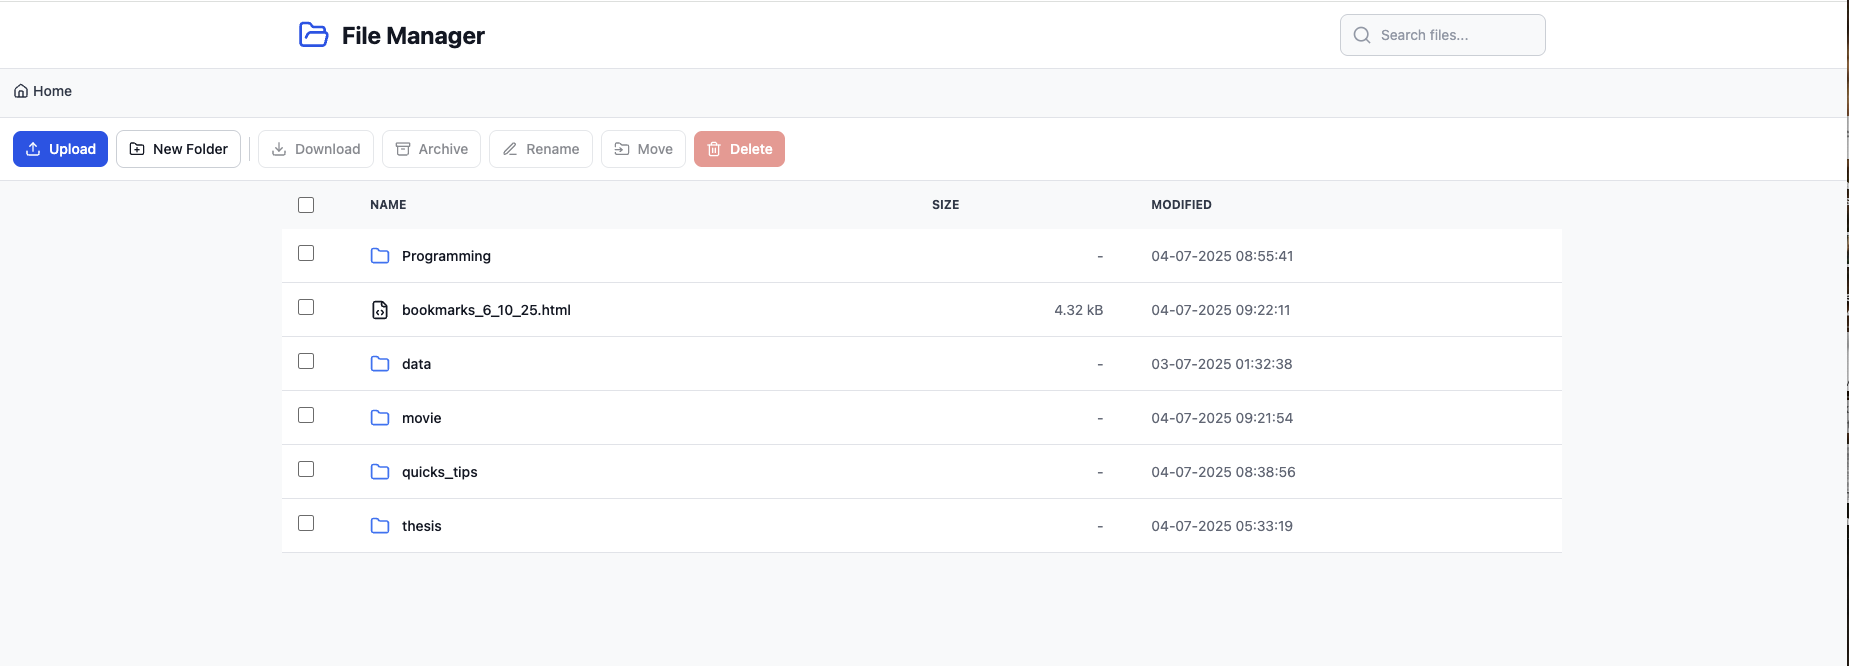 File Manager
Search files...
Home
Upload New Folder Download Archive Rename Move Delete
NAME SIZE MODIFIED
Programming - 04-07-2025 08:55:41
bookmarks_6_10_25.html 4.32 kB 04-07-2025 09:22:11
data - 03-07-2025 01:32:38
movie - 04-07-2025 09:21:54
quicks_tips - 04-07-2025 08:38:56
thesis - 04-07-2025 05:33:19